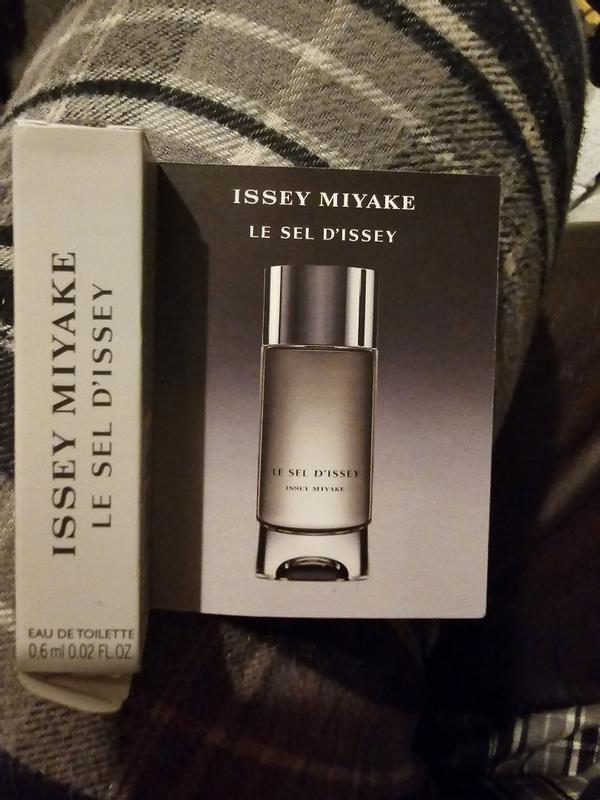 ISSEY MIYAKE
LE SEL D'ISSEY
EAU DE TOILETTE
0,6 ml 0.02 FL.OZ.
ISSEY MIYAKE
LE SEL D'ISSEY
LE SEL D'ISSEY
ISSEY MIYAKE